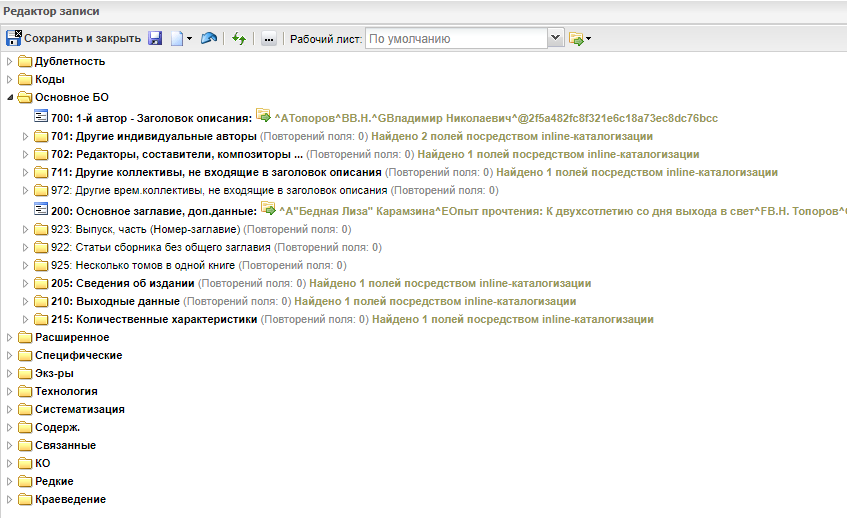 Редактор записи
Сохранить и закрыть ... Рабочий лист: По умолчанию
Дублетность
Коды
Основное БО
700: 1-й автор - Заголовок описания: ^AТопоров^BВ.Н.^GВладимир Николаевич^@2f5a482fc8f321e6c18a73ec8dc76bcc
701: Другие индивидуальные авторы (Повторений поля: 0) Найдено 2 полей посредством inline-каталогизации
702: Редакторы, составители, композиторы ... (Повторений поля: 0) Найдено 1 полей посредством inline-каталогизации
711: Другие коллективы, не входящие в заголовок описания (Повторений поля: 0) Найдено 1 полей посредством inline-каталогизации
972: Другие врем.коллективы, не входящие в заголовок описания (Повторений поля: 0)
200: Основное заглавие, доп.данные: ^A"Бедная Лиза" Карамзина^EОпыт прочтения: К двухсотлетию со дня выхода в свет^FВ.Н. Топоров^
923: Выпуск, часть (Номер-заглавие) (Повторений поля: 0)
922: Статьи сборника без общего заглавия (Повторений поля: 0)
925: Несколько томов в одной книге (Повторений поля: 0)
205: Сведения об издании (Повторений поля: 0) Найдено 1 полей посредством inline-каталогизации
210: Выходные данные (Повторений поля: 0) Найдено 1 полей посредством inline-каталогизации
215: Количественные характеристики (Повторений поля: 0) Найдено 1 полей посредством inline-каталогизации
Расширенное
Специфические
Экз-ры
Технология
Систематизация
Содерж.
Связанные
КО
Редкие
Краеведение